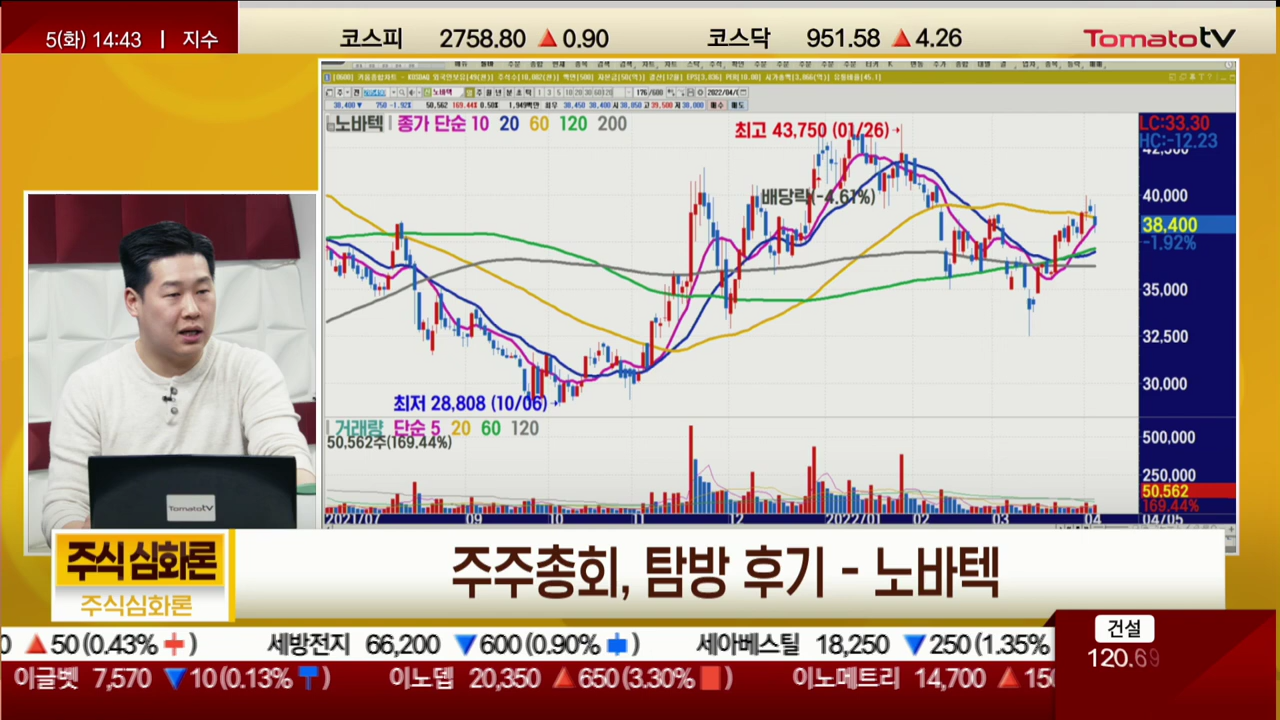 5(화) 14:43 | 지수
코스피 2758.80 ▲0.90 코스닥 951.58 ▲4.26
Tomato tv
노바텍 종가 단순 10 20 60 120 200
최고 43,750 (01/26)
LC:33.30
HC:-12.23
배당락(-4.61%)
40,000
38,400
-1.92%
35,000
32,500
30,000
최저 28,808 (10/06)
거래량 단순 5 20 60 120
50,562주(169.44%)
500,000
250,000
50,562
169.44%
2021/07 09 10 11 12 2022/01 02 03 04 04/05
Tomato tv
주식 심화론
주식심화론
주주총회, 탐방 후기 - 노바텍
0 ▲50(0.43% ) 세방전지 66,200 ▼600(0.90% ) 세아베스틸 18,250 ▼250(1.35%
이글벳 7,570 ▼10(0.13% ) 이노뎁 20,350 ▲650(3.30% ) 이노메트리 14,700 ▲150
건설
120.69